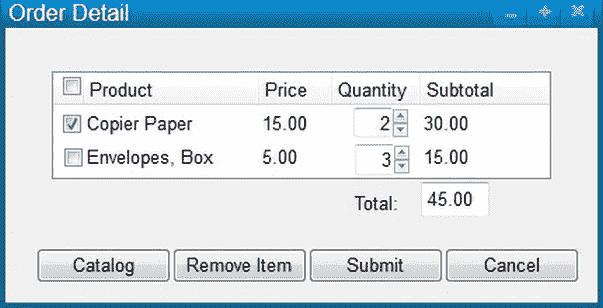 Order Detail
Product Price Quantity Subtotal
Copier Paper 15.00 2 30.00
Envelopes, Box 5.00 3 15.00
Total: 45.00
Catalog Remove Item Submit Cancel